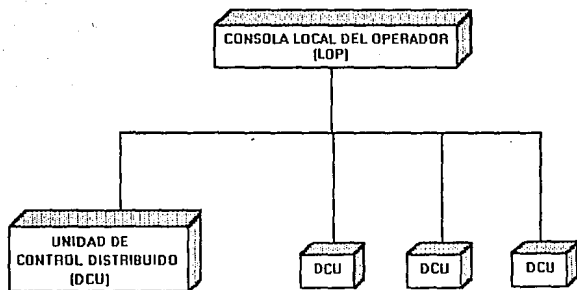 CONSOLA LOCAL DEL OPERADOR
(LOP)
UNIDAD DE
CONTROL DISTRIBUIDO
(DCU)
DCU
DCU
DCU